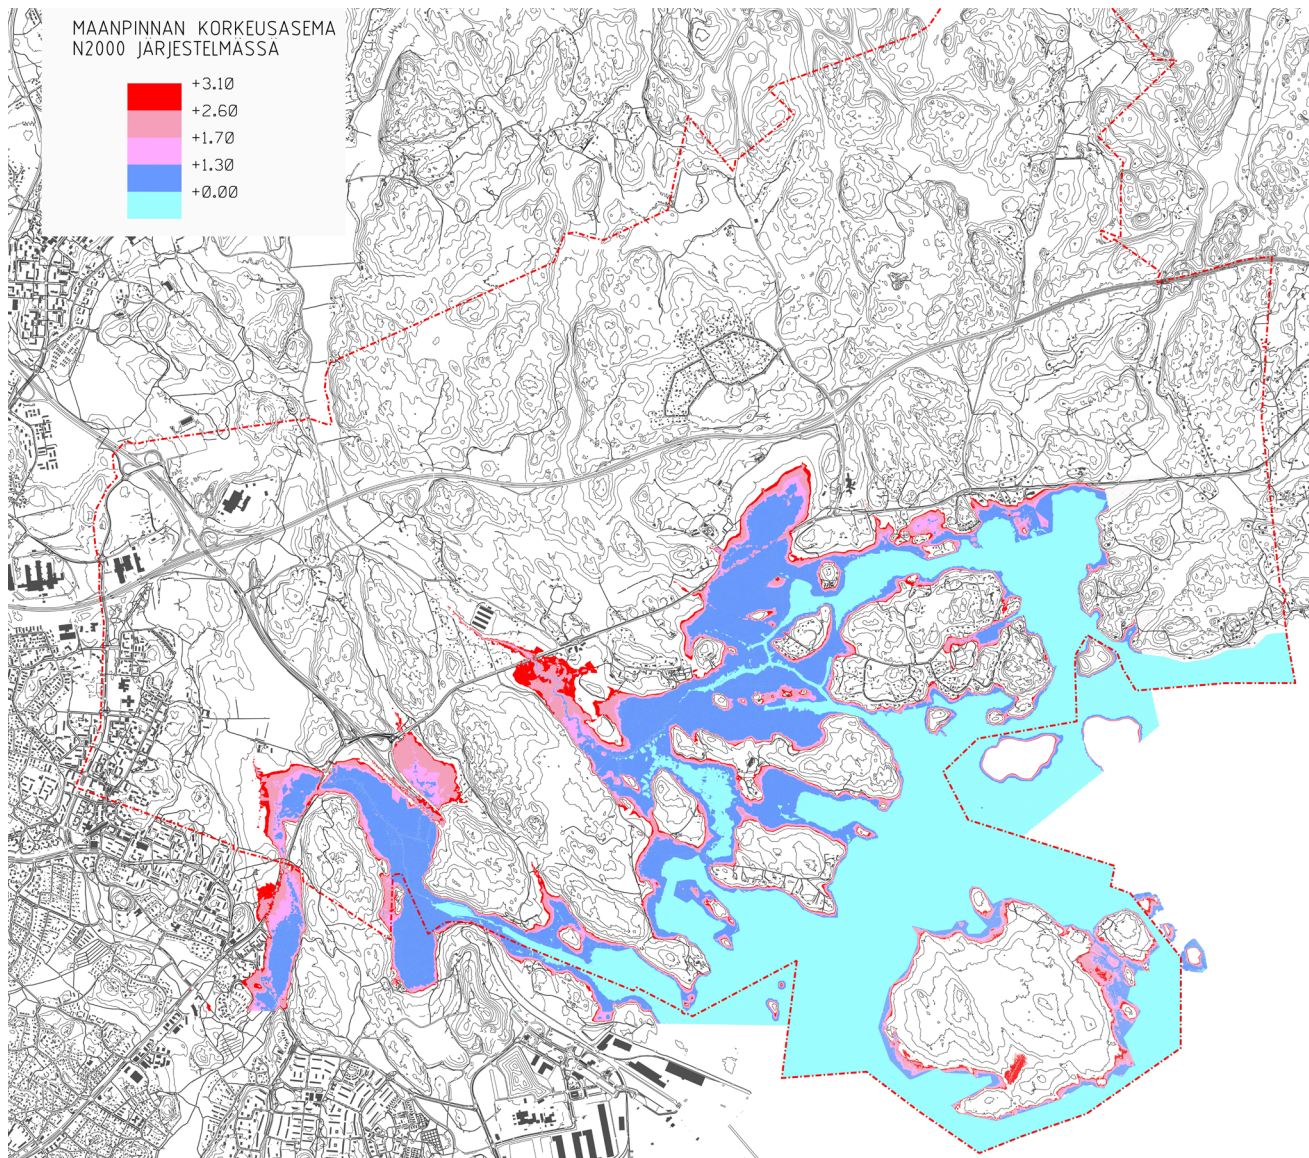 MAANPINNAN KORKEUSASEMA
N2000 JÄRJESTELMÄSSÄ
+3.10
+2.60
+1.70
+1.30
+0.00